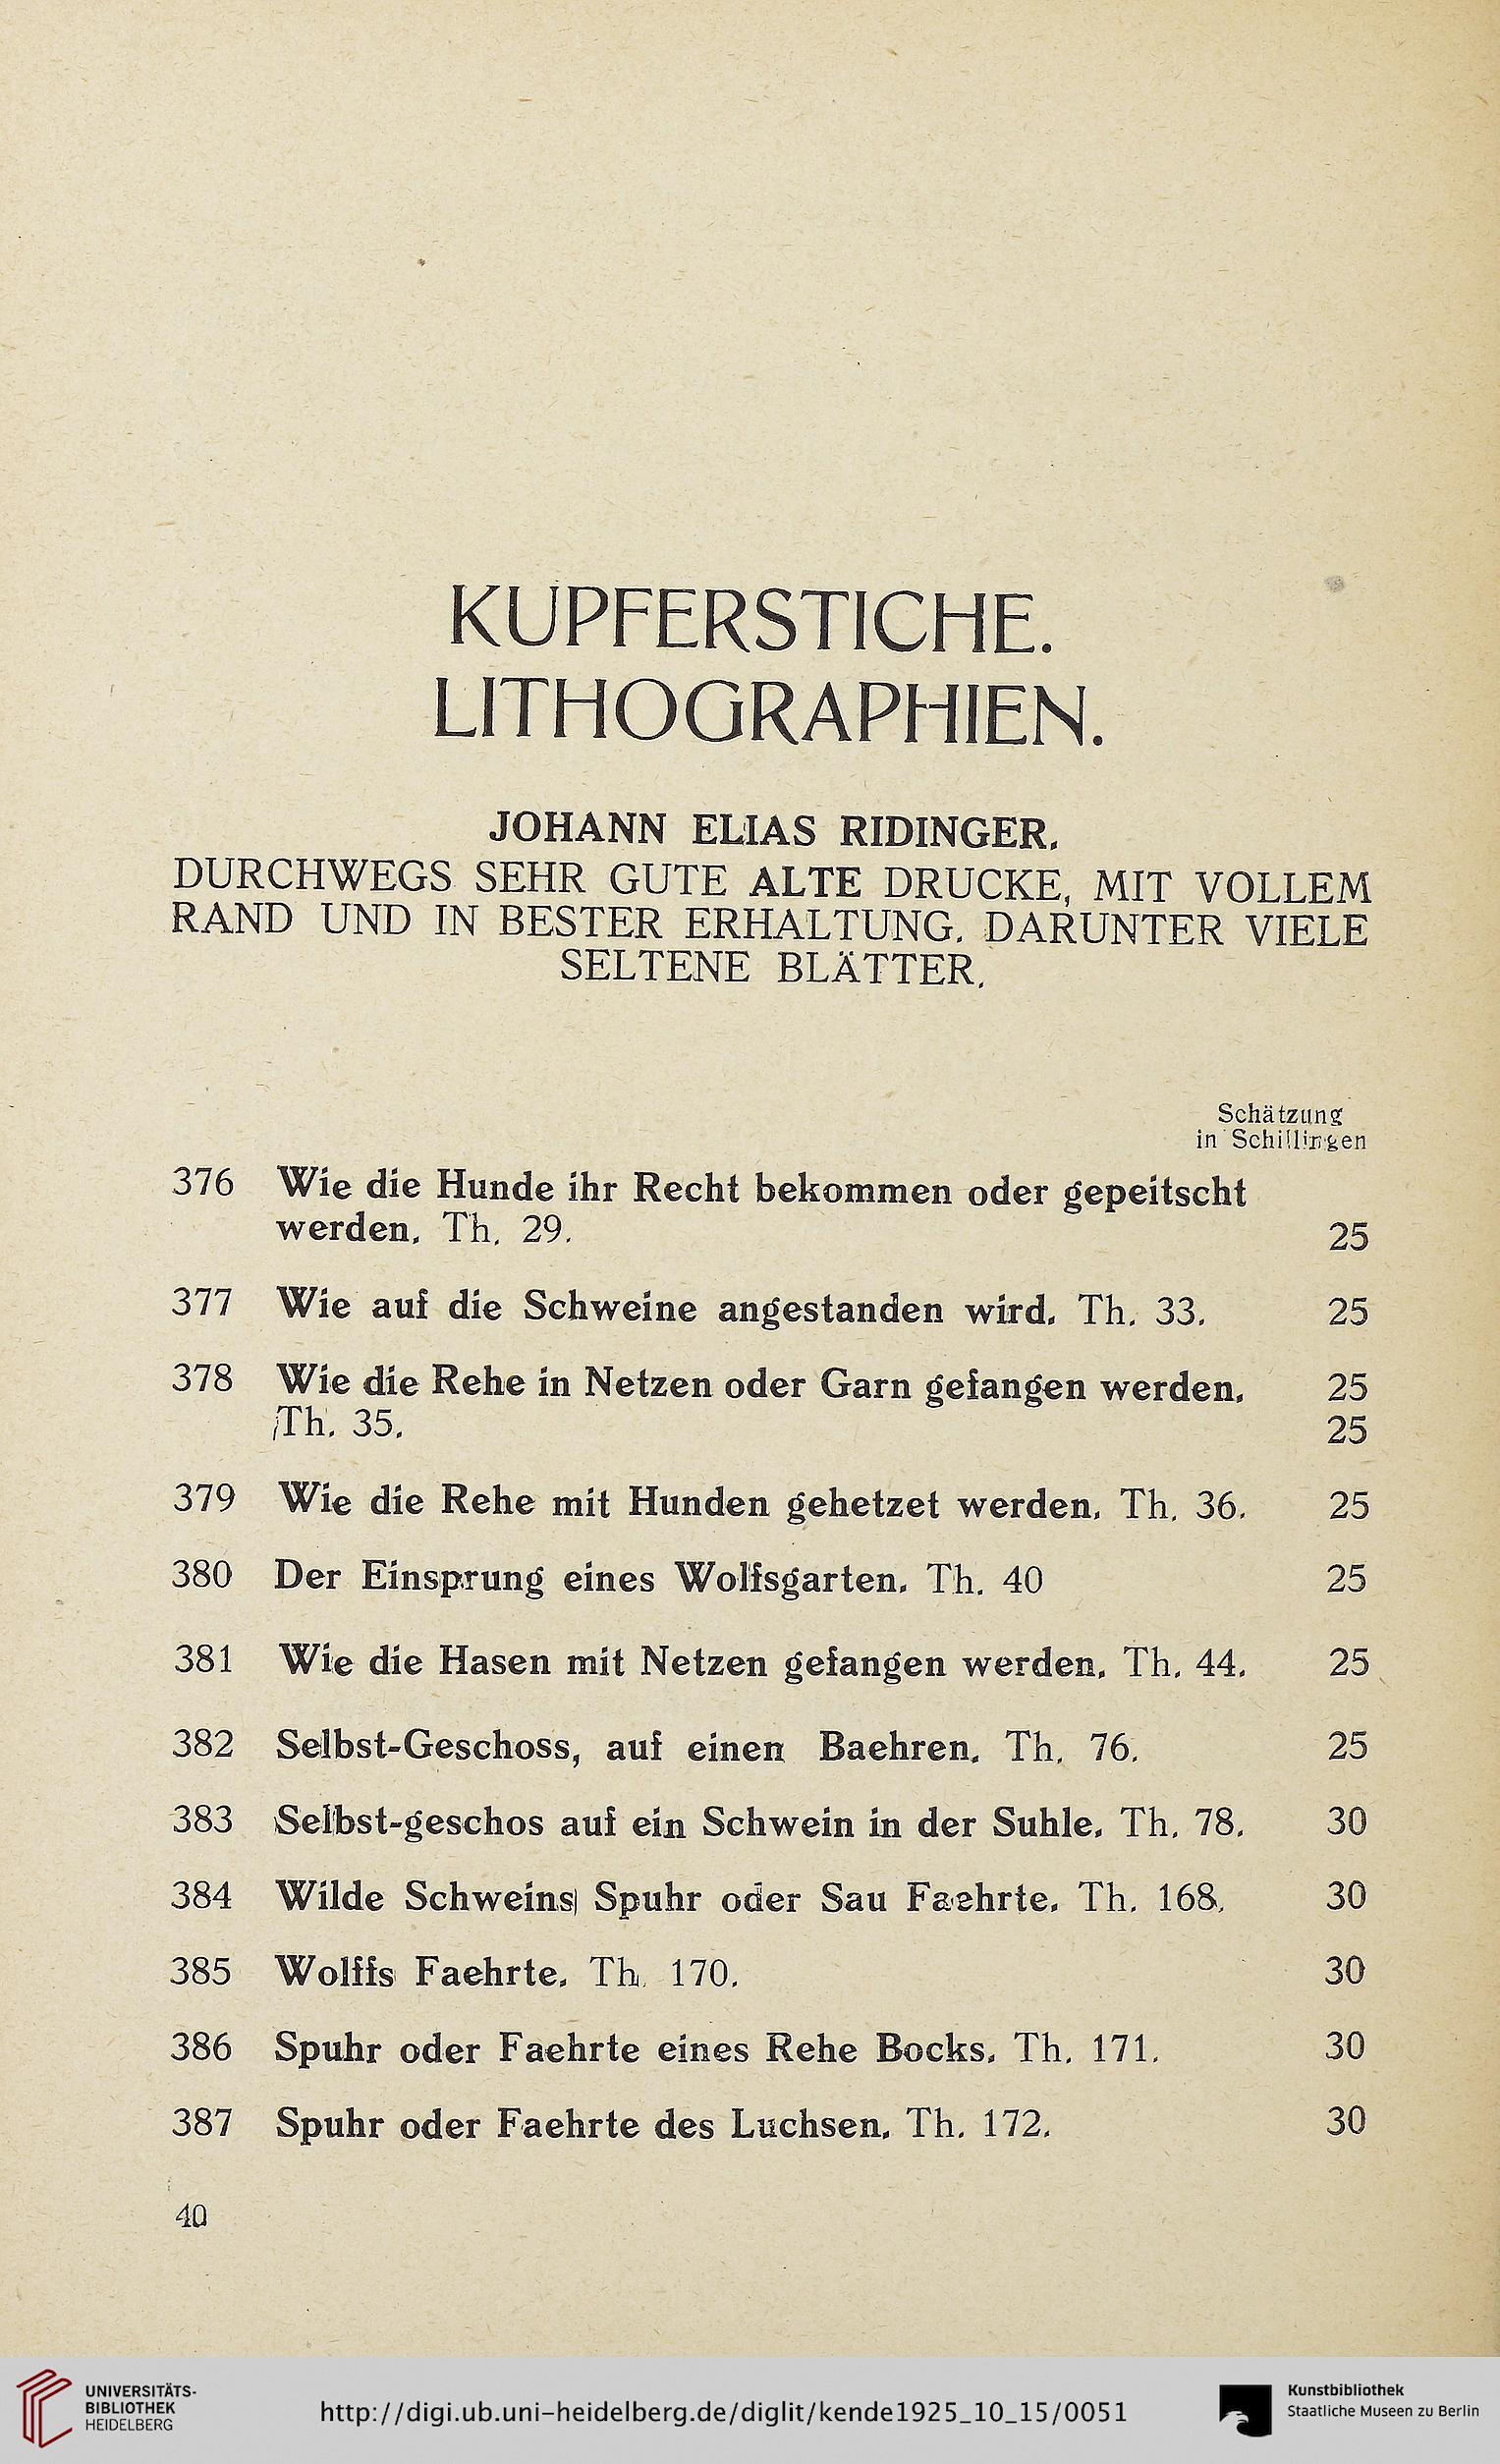 KUPFERSTICHE.
LITHOGRAPHIEN.
JOHANN ELIAS RIDINGER.
DURCHWEGS SEHR GUTE ALTE DRUCKE, MIT VOLLEM
RAND UND IN BESTER ERHALTUNG. DARUNTER VIELE
SELTENE BLÄTTER.
Schätzung
in Schillingen
376 Wie die Hunde ihr Recht bekommen oder gepeitscht
werden. Th. 29. 25
377 Wie auf die Schweine angestanden wird. Th. 33. 25
378 Wie die Rehe in Netzen oder Garn gefangen werden. 25
Th. 35. 25
379 Wie die Rehe mit Hunden gehetzet werden. Th. 36. 25
380 Der Einsprung eines Wolfsgarten. Th. 40 25
381 Wie die Hasen mit Netzen gefangen werden. Th. 44. 25
382 Selbst-Geschoss, auf einen Baehren. Th. 76. 25
383 Selbst-geschos auf ein Schwein in der Suhle. Th. 78. 30
384 Wilde Schweins Spuhr oder Sau Faehrte. Th. 168. 30
385 Wolffs Faehrte. Th. 170. 30
386 Spuhr oder Faehrte eines Rehe Bocks. Th. 171. 30
387 Spuhr oder Faehrte des Luchsen. Th. 172. 30
40
UNIVERSITÄTS-
BIBLIOTHEK
HEIDELBERG
http://digi.ub.uni-heidelberg.de/diglit/kende1925_10_15/0051
Kunstbibliothek
Staatliche Museen zu Berlin